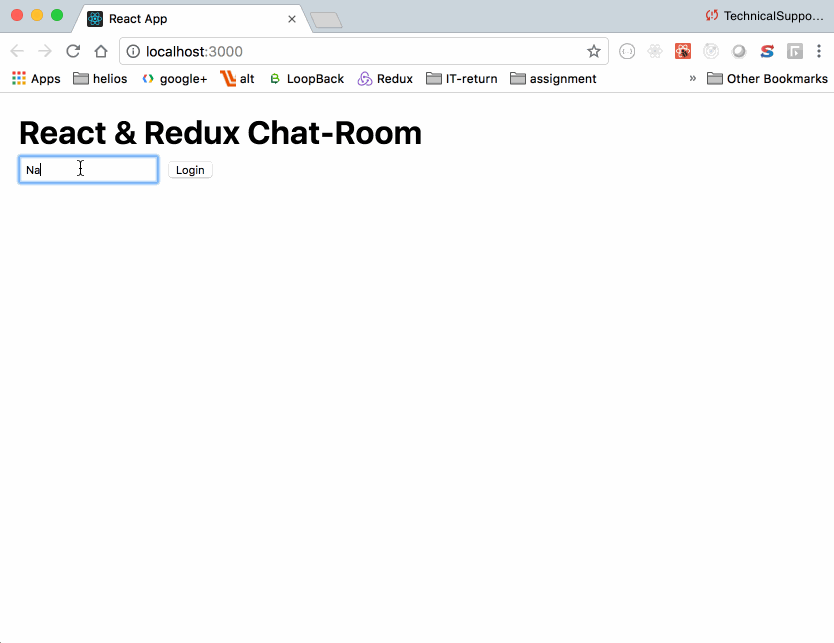 React App
TechnicalSuppo...
localhost:3000
Apps helios google+ alt LoopBack Redux IT-return assignment » Other Bookmarks
React & Redux Chat-Room
Na Login